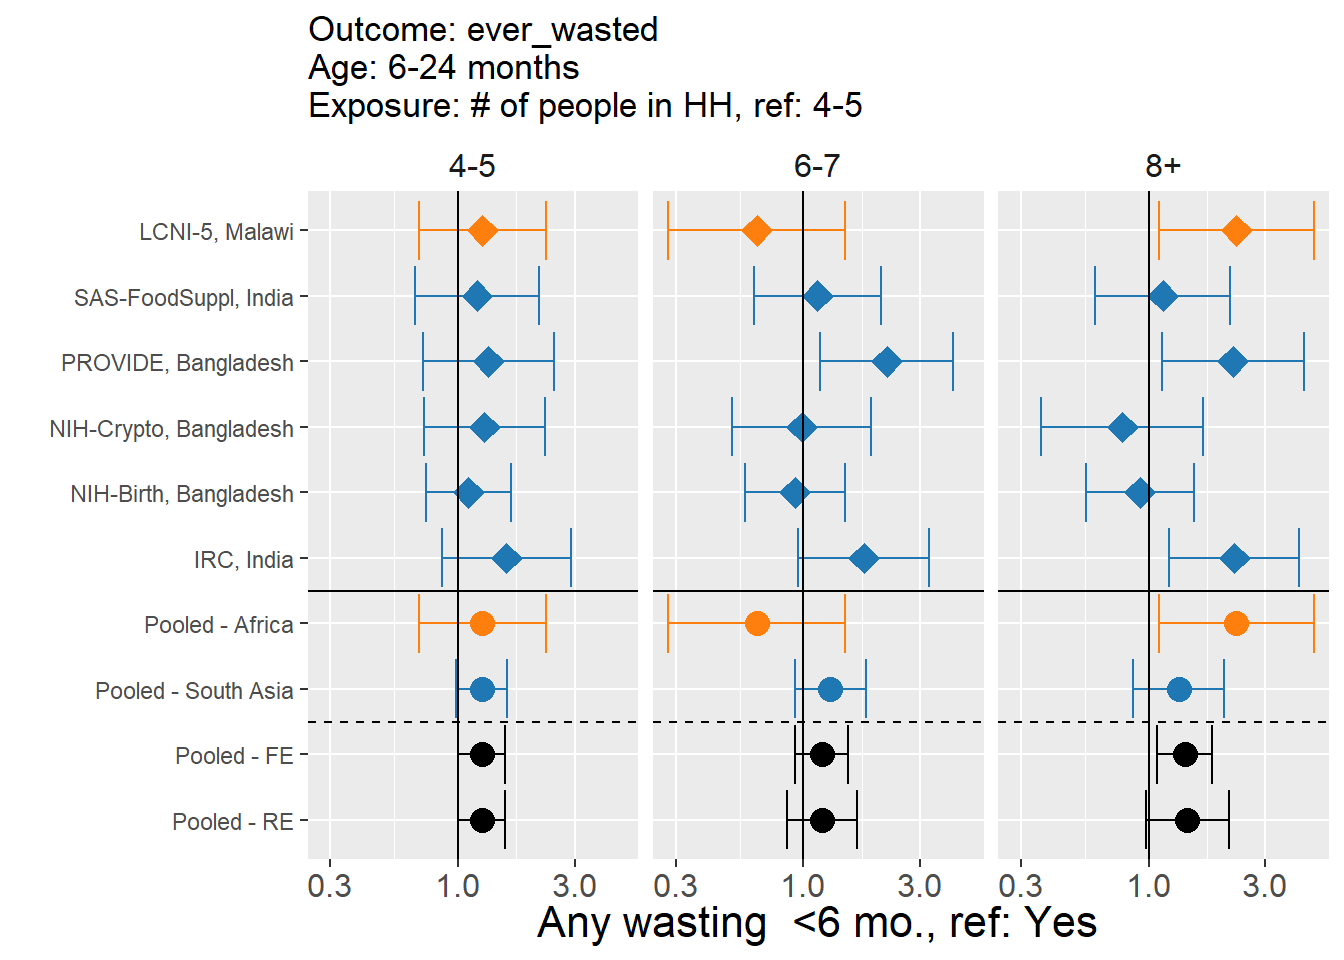 Outcome: ever_wasted
Age: 6-24 months
Exposure: # of people in HH, ref: 4-5
4-5 6-7 8+
LCNI-5, Malawi
SAS-FoodSuppl, India
PROVIDE, Bangladesh
NIH-Crypto, Bangladesh
NIH-Birth, Bangladesh
IRC, India
Pooled - Africa
Pooled - South Asia
Pooled - FE
Pooled - RE
0.3 1.0 3.0 0.3 1.0 3.0 0.3 1.0 3.0
Any wasting  <6 mo., ref: Yes